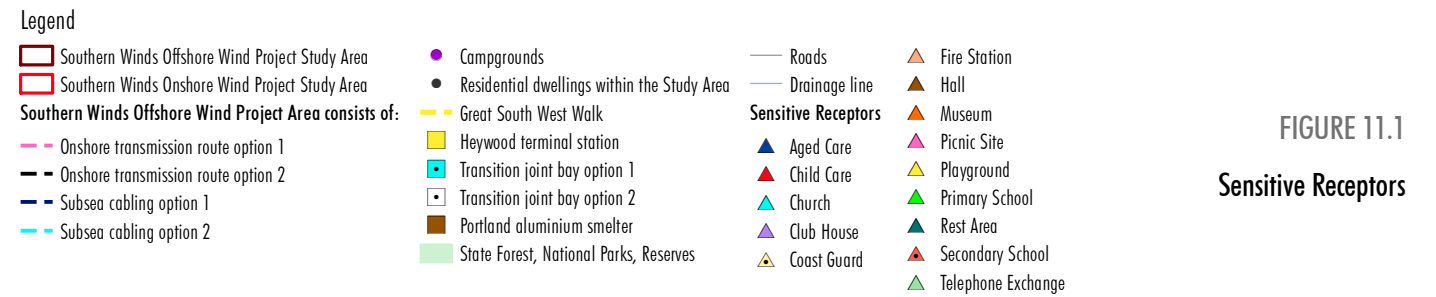 Legend
Southern Winds Offshore Wind Project Study Area
Southern Winds Onshore Wind Project Study Area
Southern Winds Offshore Wind Project Area consists of:
Onshore transmission route option 1
Onshore transmission route option 2
Subsea cabling option 1
Subsea cabling option 2
Campgrounds
Residential dwellings within the Study Area
Great South West Walk
Heywood terminal station
Transition joint bay option 1
Transition joint bay option 2
Portland aluminium smelter
State Forest, National Parks, Reserves
Roads
Drainage line
Sensitive Receptors
Aged Care
Child Care
Church
Club House
Coast Guard
Fire Station
Hall
Museum
Picnic Site
Playground
Primary School
Rest Area
Secondary School
Telephone Exchange
FIGURE 11.1
Sensitive Receptors